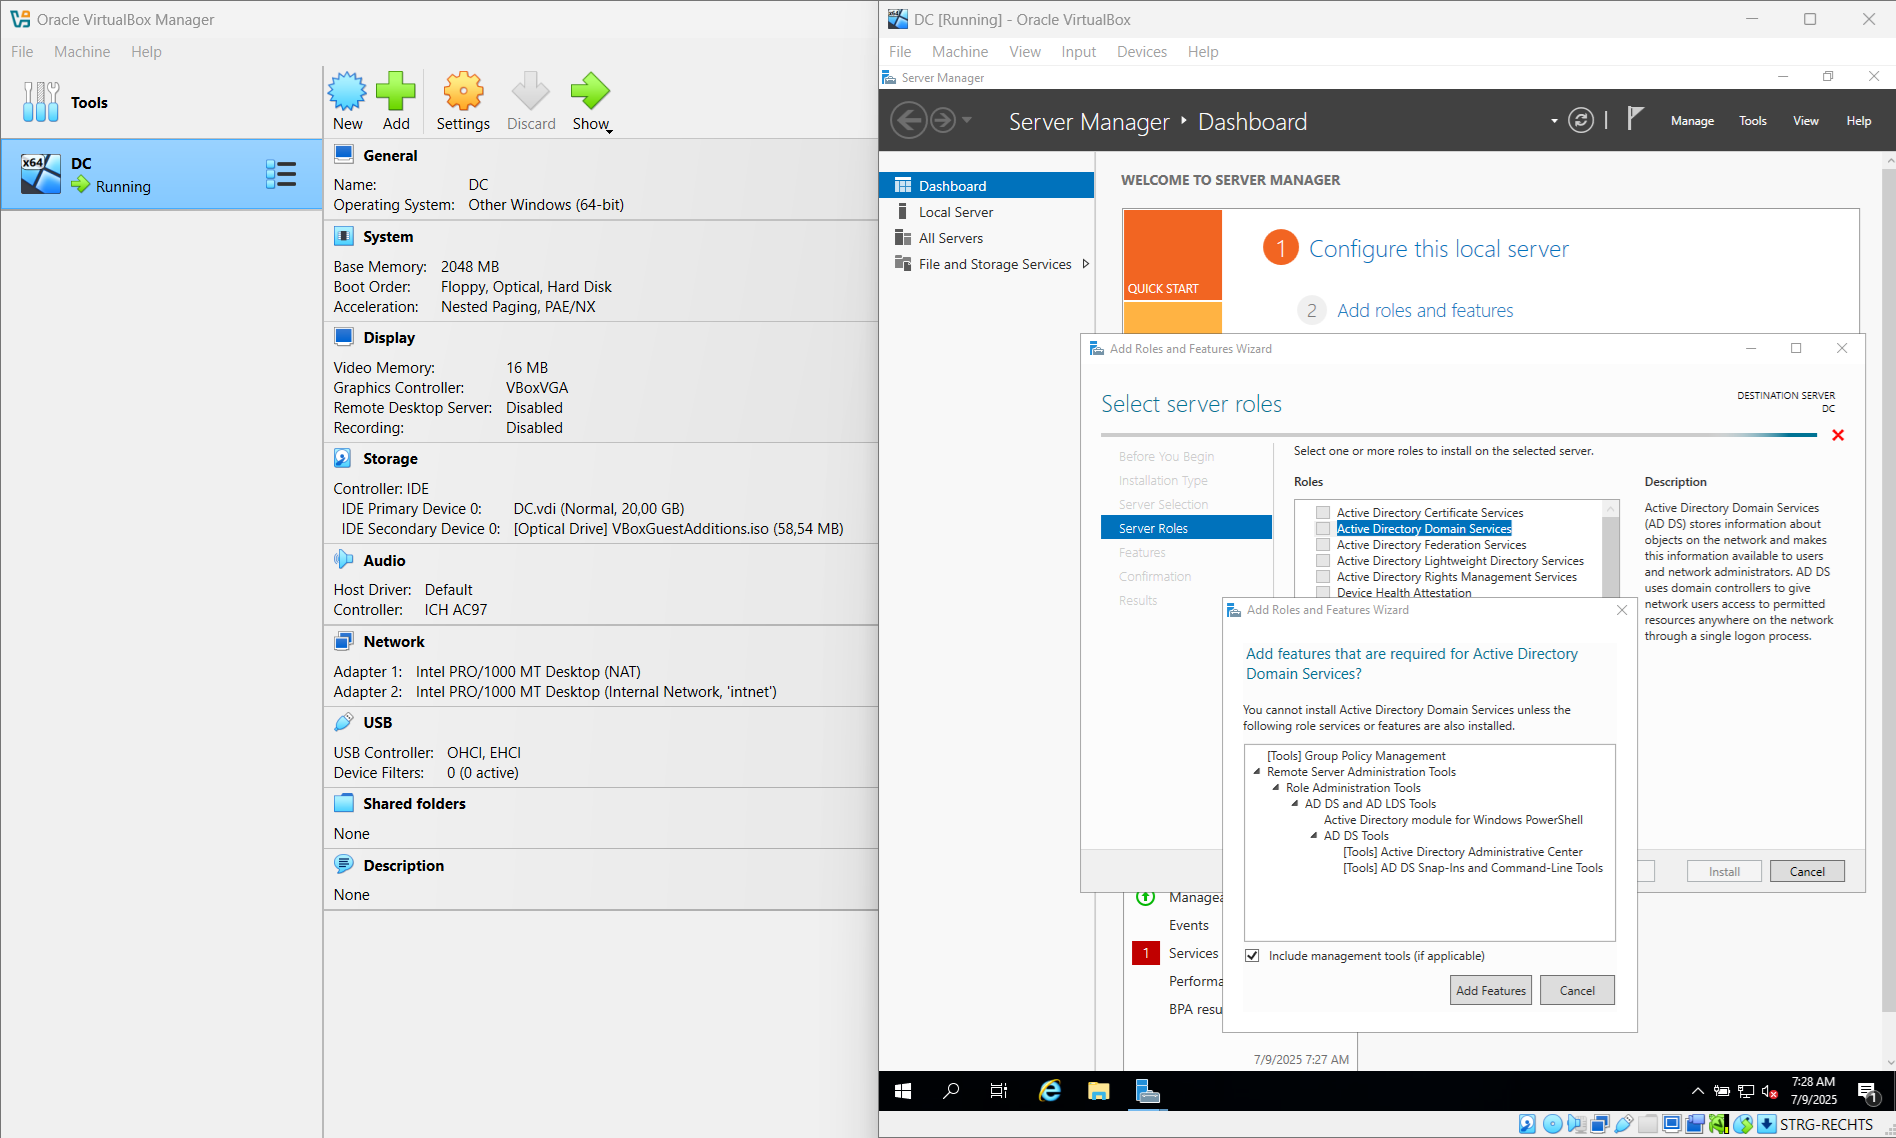 Oracle VirtualBox Manager
File Machine Help
Tools
x64
DC
Running
New Add Settings Discard Show
General
Name: DC
Operating System: Other Windows (64-bit)
System
Base Memory: 2048 MB
Boot Order: Floppy, Optical, Hard Disk
Acceleration: Nested Paging, PAE/NX
Display
Video Memory: 16 MB
Graphics Controller: VBoxVGA
Remote Desktop Server: Disabled
Recording: Disabled
Storage
Controller: IDE
IDE Primary Device 0: DC.vdi (Normal, 20,00 GB)
IDE Secondary Device 0: [Optical Drive] VBoxGuestAdditions.iso (58,54 MB)
Audio
Host Driver: Default
Controller: ICH AC97
Network
Adapter 1: Intel PRO/1000 MT Desktop (NAT)
Adapter 2: Intel PRO/1000 MT Desktop (Internal Network, 'intnet')
USB
USB Controller: OHCI, EHCI
Device Filters: 0 (0 active)
Shared folders
None
Description
None
DC [Running] - Oracle VirtualBox
File Machine View Input Devices Help
Server Manager
Server Manager ‣ Dashboard
Manage Tools View Help
Dashboard
Local Server
All Servers
File and Storage Services
WELCOME TO SERVER MANAGER
QUICK START
1 Configure this local server
2 Add roles and features
Add Roles and Features Wizard
Select server roles
DESTINATION SERVER
DC
Before You Begin
Installation Type
Server Selection
Server Roles
Features
Confirmation
Results
Select one or more roles to install on the selected server.
Roles
Active Directory Certificate Services
Active Directory Domain Services
Active Directory Federation Services
Active Directory Lightweight Directory Services
Active Directory Rights Management Services
Device Health Attestation
Description
Active Directory Domain Services
(AD DS) stores information about
objects on the network and makes
this information available to users
and network administrators. AD DS
uses domain controllers to give
network users access to permitted
resources anywhere on the network
through a single logon process.
Install Cancel
Add Roles and Features Wizard
Add features that are required for Active Directory
Domain Services?
You cannot install Active Directory Domain Services unless the
following role services or features are also installed.
[Tools] Group Policy Management
Remote Server Administration Tools
Role Administration Tools
AD DS and AD LDS Tools
Active Directory module for Windows PowerShell
AD DS Tools
[Tools] Active Directory Administrative Center
[Tools] AD DS Snap-Ins and Command-Line Tools
Include management tools (if applicable)
Add Features Cancel
Managea
Events
1 Services
Performa
BPA resu
7/9/2025 7:27 AM
7:28 AM
7/9/2025
1
STRG-RECHTS